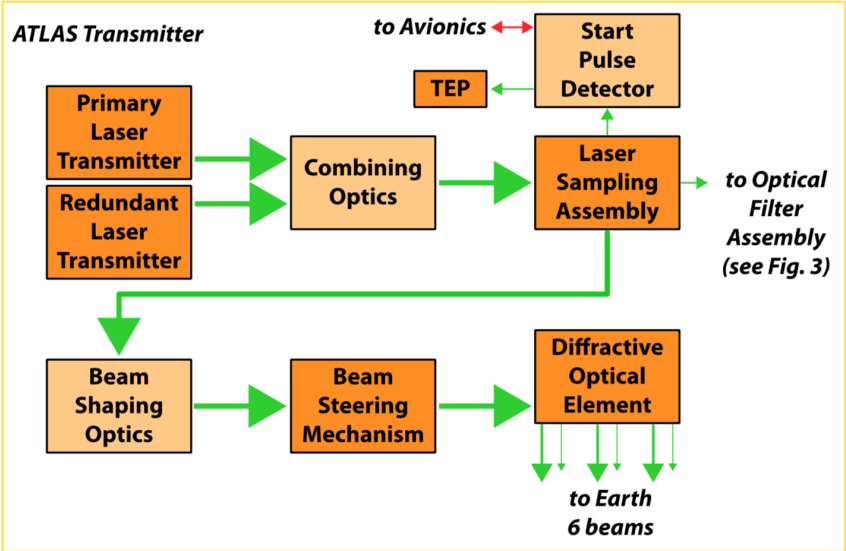 ATLAS Transmitter
to Avionics
Start
Pulse
Detector
TEP
Primary
Laser
Transmitter
Redundant
Laser
Transmitter
Combining
Optics
Laser
Sampling
Assembly
to Optical
Filter
Assembly
(see Fig. 3)
Beam
Shaping
Optics
Beam
Steering
Mechanism
Diffractive
Optical
Element
to Earth
6 beams